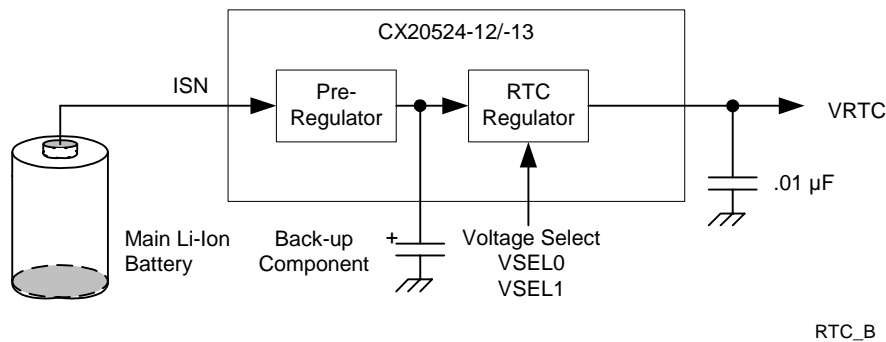 CX20524-12/-13
ISN
Pre-
Regulator
RTC
Regulator
VRTC
.01 µF
Main Li-Ion
Battery
Back-up
Component
+
Voltage Select
VSEL0
VSEL1
RTC_B